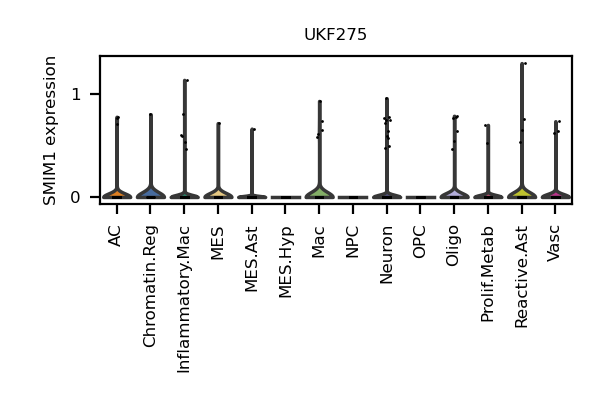 UKF275
SMIM1 expression
1
0
AC
Chromatin.Reg
Inflammatory.Mac
MES
MES.Ast
MES.Hyp
Mac
NPC
Neuron
OPC
Oligo
Prolif.Metab
Reactive.Ast
Vasc